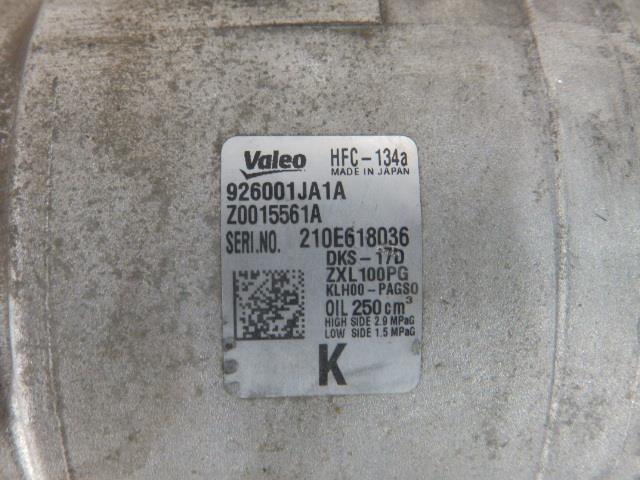 Valeo HFC-134a
MADE IN JAPAN
926001JA1A
Z0015561A
SERI.NO. 210E618036
DKS-17D
ZXL100PG
KLH00-PAGS0
OIL 250cm³
HIGH SIDE 2.9 MPaG
LOW SIDE 1.5 MPaG
K